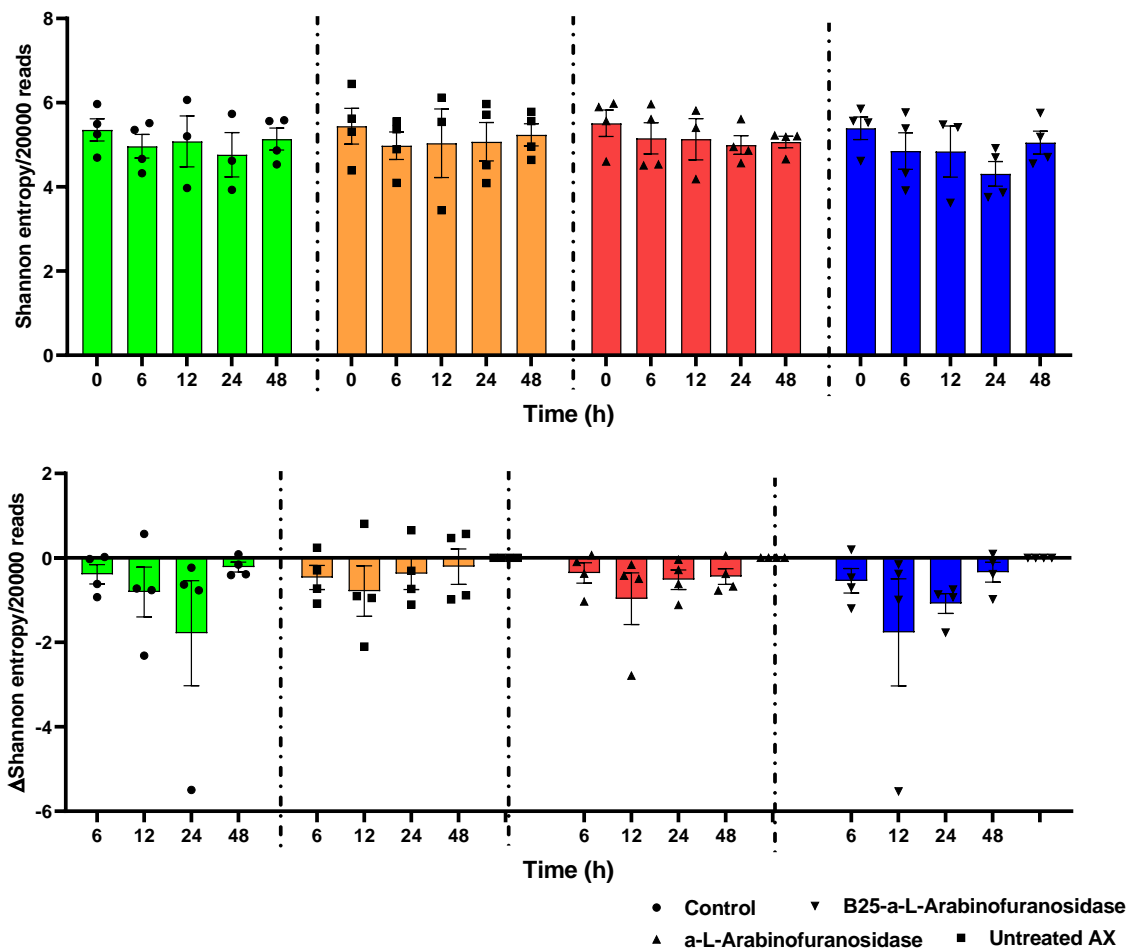 Shannon entropy/20000 reads
8
6
4
2
0
0 6 12 24 48 0 6 12 24 48 0 6 12 24 48 0 6 12 24 48
Time (h)
ΔShannon entropy/20000 reads
2
0
-2
-4
-6
6 12 24 48 6 12 24 48 6 12 24 48 6 12 24 48
Time (h)
Control B25-a-L-Arabinofuranosidase
a-L-Arabinofuranosidase Untreated AX